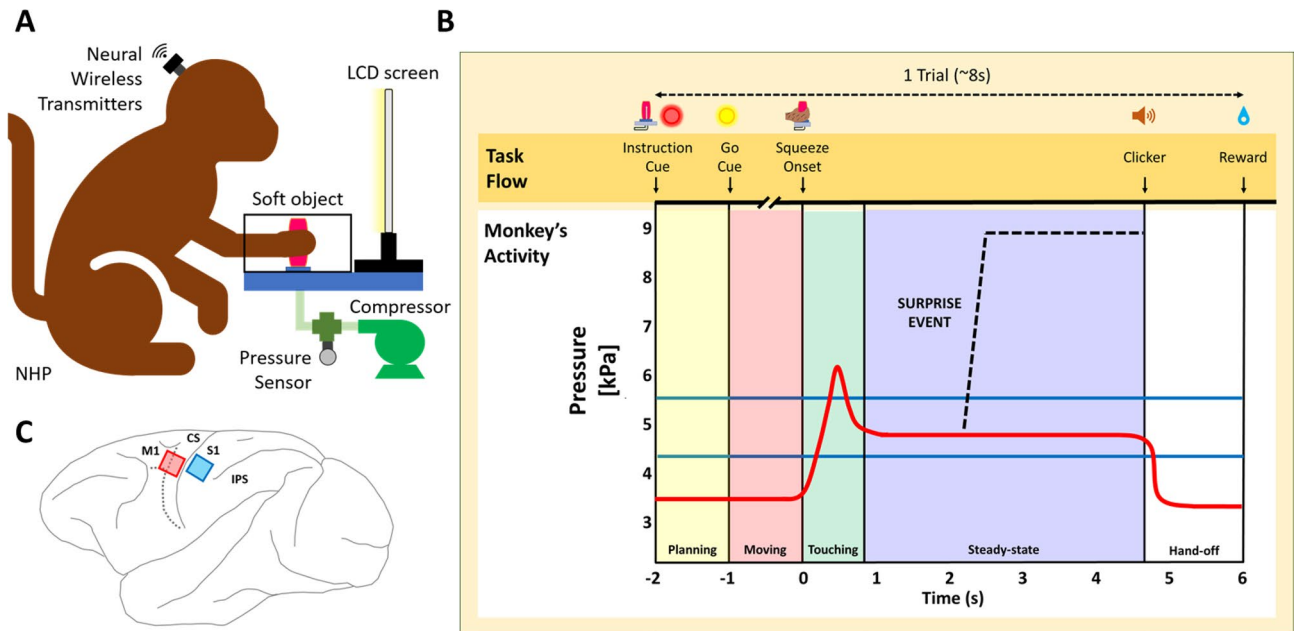 A
Neural
Wireless
Transmitters
LCD screen
Soft object
Compressor
Pressure
Sensor
NHP
B
1 Trial (~8s)
Task
Flow
Instruction
Cue
Go
Cue
Squeeze
Onset
Clicker
Reward
Monkey's
Activity
Pressure
[kPa]
9
8
7
6
5
4
3
SURPRISE
EVENT
Planning
Moving
Touching
Steady-state
Hand-off
-2
-1
0
1
2
3
4
5
6
Time (s)
C
M1
CS
S1
IPS